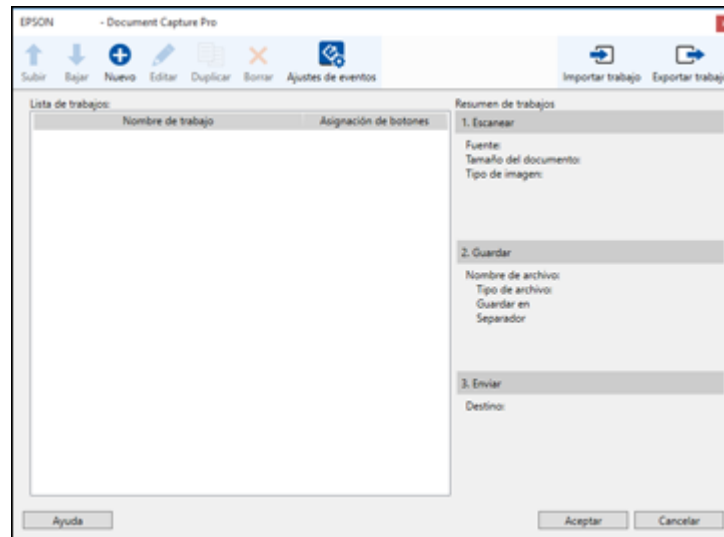 EPSON - Document Capture Pro
Subir Bajar Nuevo Editar Duplicar Borrar Ajustes de eventos Importar trabajo Exportar trabajo
Lista de trabajos:
Nombre de trabajo Asignación de botones
Resumen de trabajos
1. Escanear
Fuente:
Tamaño del documento:
Tipo de imagen:
2. Guardar
Nombre de archivo:
Tipo de archivo:
Guardar en
Separador
3. Enviar
Destino:
Ayuda Aceptar Cancelar